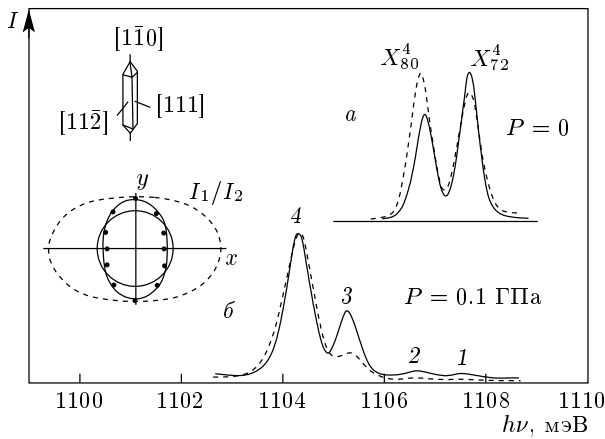 I
[11̅0]
[111]
[112̅]
y
I₁/I₂
x
X⁴₈₀
X⁴₇₂
а
P = 0
4
3
б
P = 0.1 ГПа
2
1
1100
1102
1104
1106
1108
1110
hν, мэВ